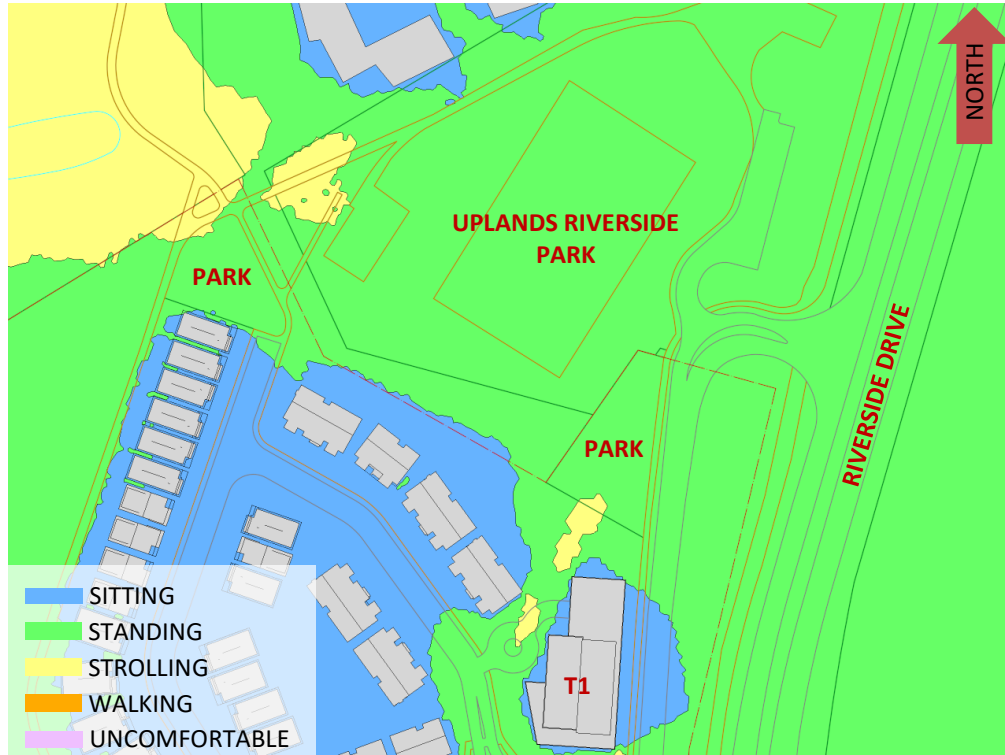 NORTH
UPLANDS RIVERSIDE
PARK
PARK
RIVERSIDE DRIVE
PARK
SITTING
STANDING
STROLLING
WALKING
UNCOMFORTABLE
T1